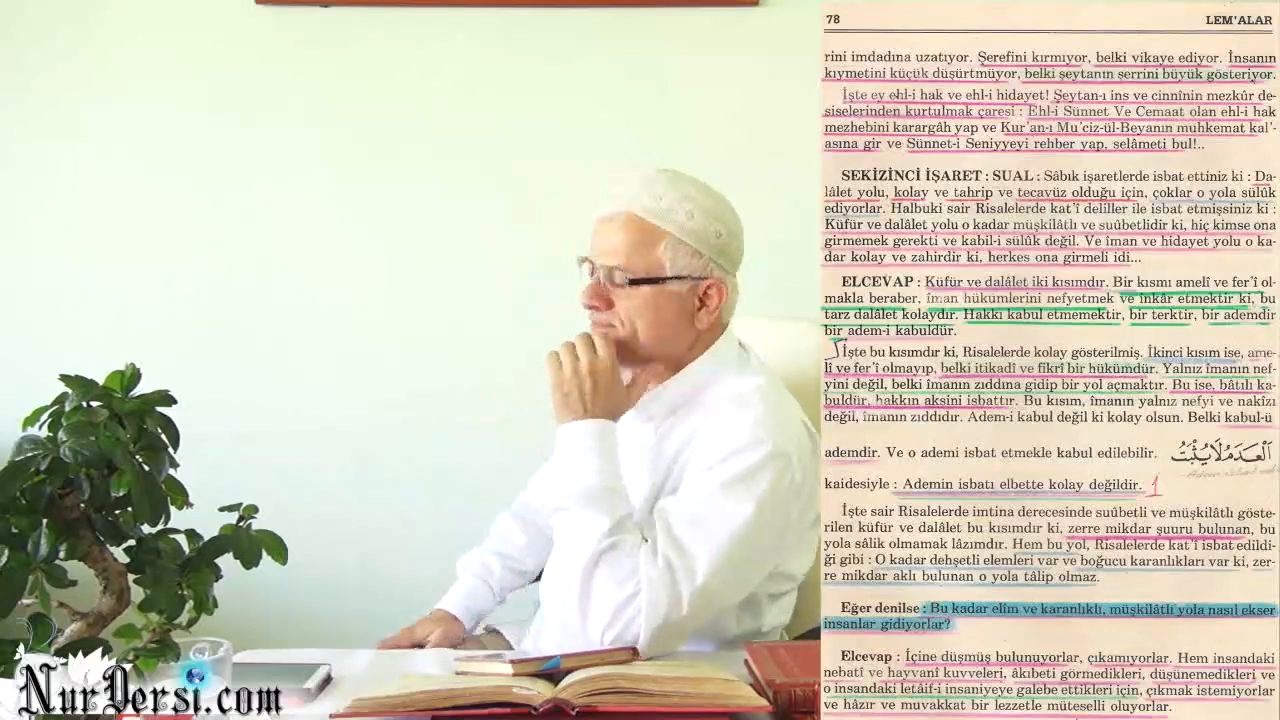 78 LEM'ALAR
rini imdadına uzatıyor. Şerefini kırmıyor, belki vikaye ediyor. İnsanın
kıymetini küçük düşürtmüyor, belki şeytanın şerrini büyük gösteriyor.
İşte ey ehl-i hak ve ehl-i hidayet! Şeytan-ı ins ve cinnînin mezkûr de-
siselerinden kurtulmak çaresi : Ehl-i Sünnet Ve Cemaat olan ehl-i hak
mezhebini karargâh yap ve Kur'an-ı Mu'ciz-ül-Beyanın muhkemat kal'-
asına gir ve Sünnet-i Seniyyeyi rehber yap, selâmeti bul!..
SEKİZİNCİ İŞARET : SUAL : Sâbık işaretlerde isbat ettiniz ki : Da-
lâlet yolu, kolay ve tahrip ve tecavüz olduğu için, çoklar o yola sülûk
ediyorlar. Halbuki sair Risalelerde kat'î deliller ile isbat etmişsiniz ki :
Küfür ve dalâlet yolu o kadar müşkilâtlı ve suûbetlidir ki, hiç kimse ona
girmemek gerekti ve kabil-i sülûk değil. Ve îman ve hidayet yolu o ka-
dar kolay ve zahirdir ki, herkes ona girmeli idi...
ELCEVAP : Küfür ve dalâlet iki kısımdır. Bir kısmı amelî ve fer'î ol-
makla beraber, îman hükümlerini nefyetmek ve inkâr etmektir ki, bu
tarz dalâlet kolaydır. Hakkı kabul etmemektir, bir terktir, bir ademdir
bir adem-i kabuldür.
İşte bu kısımdır ki, Risalelerde kolay gösterilmiş. İkinci kısım ise, ame-
lî ve fer'î olmayıp, belki itikadî ve fikrî bir hükümdür. Yalnız îmanın nef-
yini değil, belki îmanın zıddına gidip bir yol açmaktır. Bu ise, bâtılı ka-
buldür, hakkın aksini isbattır. Bu kısım, îmanın yalnız nefyi ve nakîzı
değil, îmanın zıddıdır. Adem-i kabul değil ki kolay olsun. Belki kabul-ü
ademdir. Ve o ademi isbat etmekle kabul edilebilir. اَلْعَدَمُ لَا يُثْبَتُ
kaidesiyle : Ademin isbatı elbette kolay değildir. 1
İşte sair Risalelerde imtina derecesinde suûbetli ve müşkilâtlı göste-
rilen küfür ve dalâlet bu kısımdır ki, zerre mikdar şuuru bulunan, bu
yola sâlik olmamak lâzımdır. Hem bu yol, Risalelerde kat'î isbat edildi-
ği gibi : O kadar dehşetli elemleri var ve boğucu karanlıkları var ki, zer-
re mikdar aklı bulunan o yola tâlip olmaz.
Eğer denilse : Bu kadar elîm ve karanlıklı, müşkilâtlı yola nasıl ekser
insanlar gidiyorlar?
Elcevap : İçine düşmüş bulunuyorlar, çıkamıyorlar. Hem insandaki
nebatî ve hayvanî kuvveleri, âkıbeti görmedikleri, düşünemedikleri ve
o insandaki letâif-i insaniyeye galebe ettikleri için, çıkmak istemiyorlar
ve hâzır ve muvakkat bir lezzetle müteselli oluyorlar.
NurDersi.com